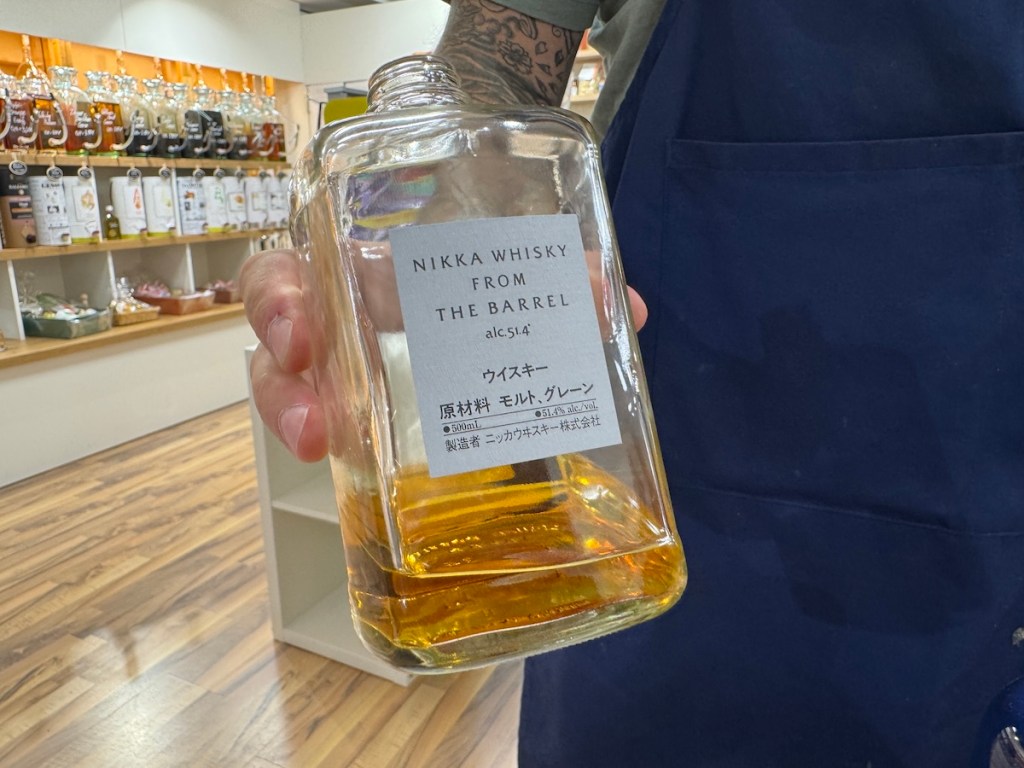 NIKKA WHISKY
FROM
THE BARREL
alc.51.4°
ウイスキー
原材料 モルト、グレーン
●500mL ●51.4% alc./vol.
製造者 ニッカウヰスキー株式会社